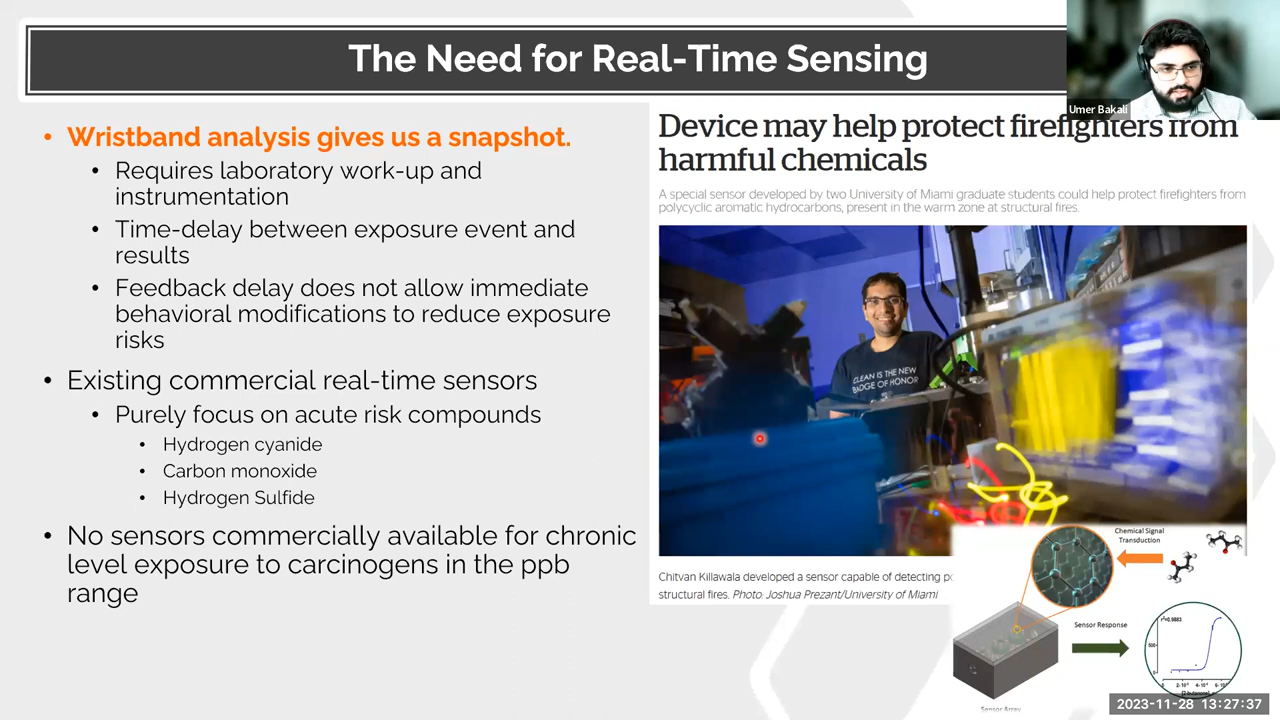 The Need for Real-Time Sensing
Umer Bakali
• Wristband analysis gives us a snapshot.
• Requires laboratory work-up and
instrumentation
• Time-delay between exposure event and
results
• Feedback delay does not allow immediate
behavioral modifications to reduce exposure
risks
• Existing commercial real-time sensors
• Purely focus on acute risk compounds
• Hydrogen cyanide
• Carbon monoxide
• Hydrogen Sulfide
• No sensors commercially available for chronic
level exposure to carcinogens in the ppb
range
Device may help protect firefighters from
harmful chemicals
A special sensor developed by two University of Miami graduate students could help protect firefighters from
polycyclic aromatic hydrocarbons, present in the warm zone at structural fires.
CLEAN IS THE NEW
BADGE OF HONOR
Chitvan Killawala developed a sensor capable of detecting
structural fires. Photo: Joshua Prezant/University of Miami
Chemical Signal
Transduction
Sensor Response
Sensor Array
r²=0.9883
500
0
2023-11-28 13:27:37